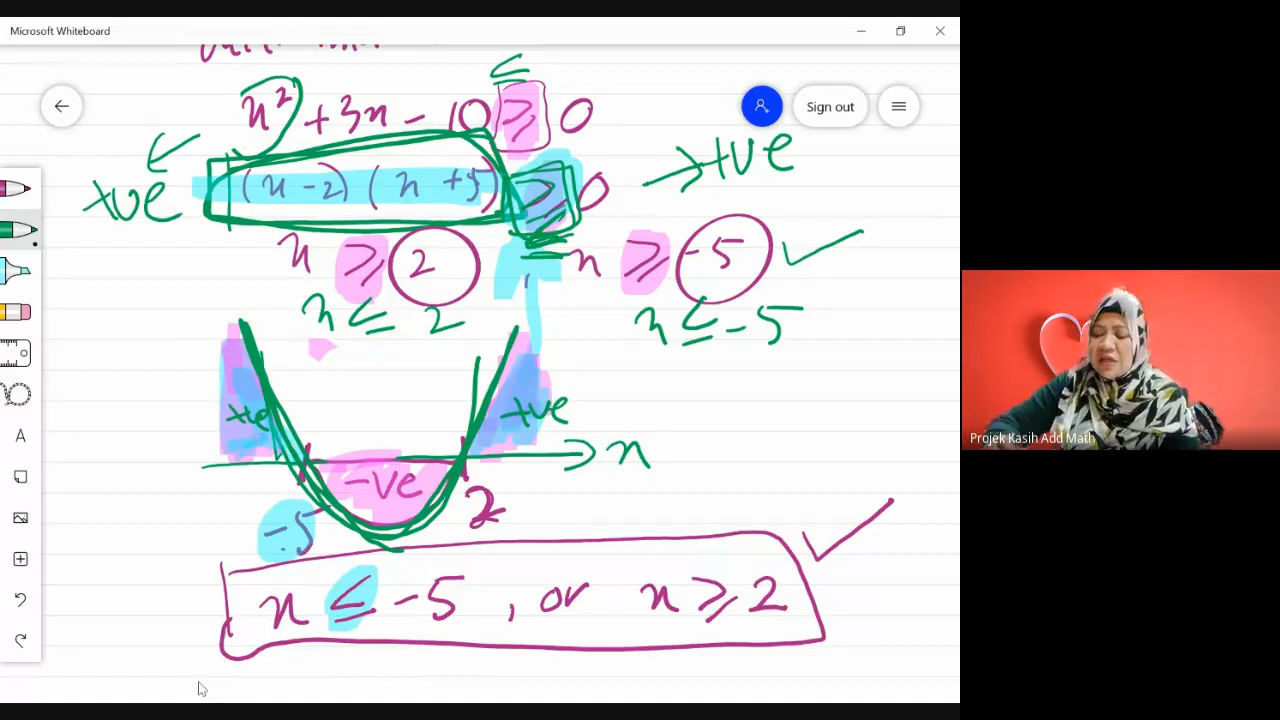 Microsoft Whiteboard
Sign out
≤
x² + 3x - 10 ≥ 0
→ +ve
+ve (x - 2) (x + 5) ≥ 0
x ≥ 2 x ≥ -5
x ≤ 2 x ≤ -5
+ve +ve
x
-ve
-5 2
x ≤ -5 , or x ≥ 2
A
Projek Kasih Add Math